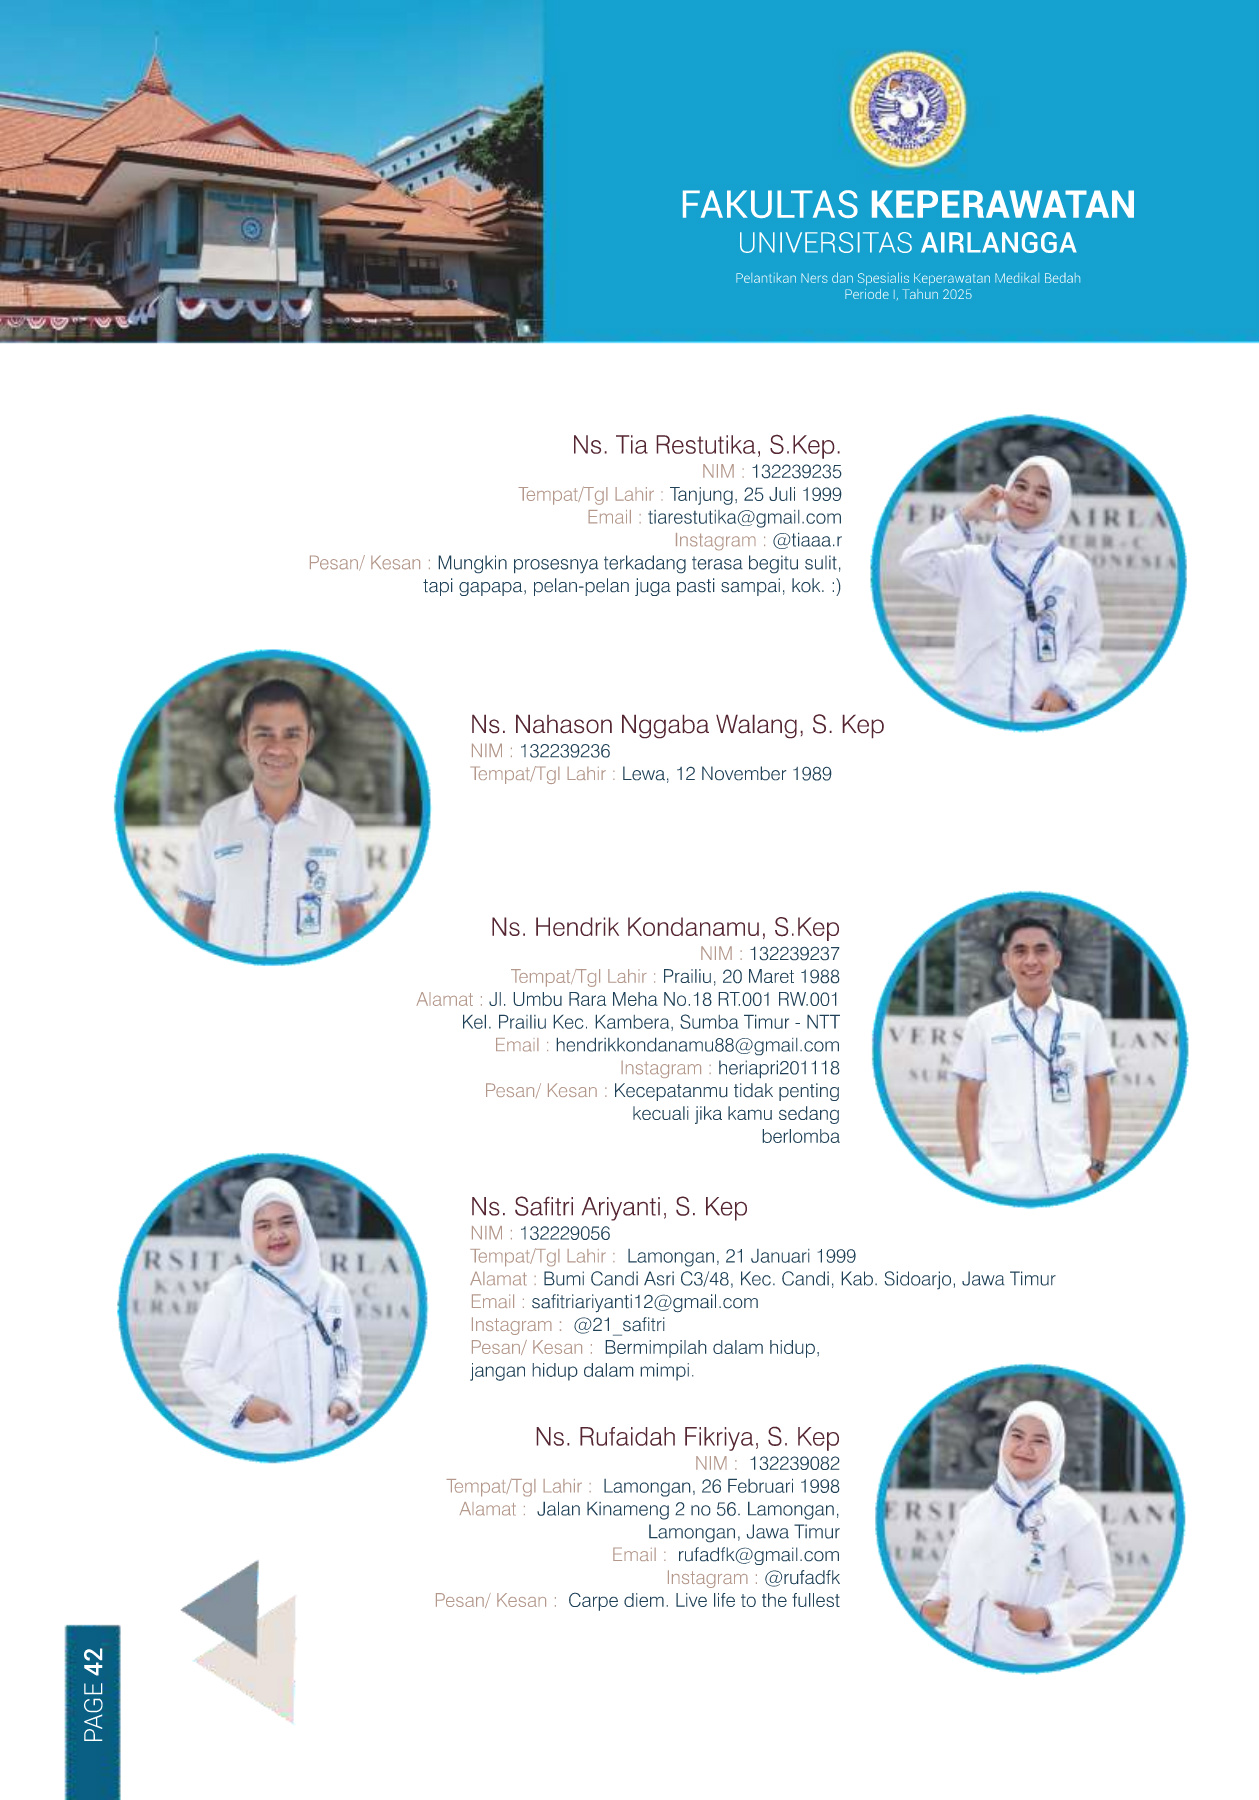 FAKULTAS KEPERAWATAN
UNIVERSITAS AIRLANGGA
Pelantikan Ners dan Spesialis Keperawatan Medikal Bedah
Periode I, Tahun 2025
Ns. Tia Restutika, S.Kep.
NIM : 132239235
Tempat/Tgl Lahir : Tanjung, 25 Juli 1999
Email : tiarestutika@gmail.com
Instagram : @tiaaa.r
Pesan/ Kesan : Mungkin prosesnya terkadang terasa begitu sulit,
tapi gapapa, pelan-pelan juga pasti sampai, kok. :)
Ns. Nahason Nggaba Walang, S. Kep
NIM : 132239236
Tempat/Tgl Lahir : Lewa, 12 November 1989
Ns. Hendrik Kondanamu, S.Kep
NIM : 132239237
Tempat/Tgl Lahir : Prailiu, 20 Maret 1988
Alamat : Jl. Umbu Rara Meha No.18 RT.001 RW.001
Kel. Prailiu Kec. Kambera, Sumba Timur - NTT
Email : hendrikkondanamu88@gmail.com
Instagram : heriapri201118
Pesan/ Kesan : Kecepatanmu tidak penting
kecuali jika kamu sedang
berlomba
Ns. Safitri Ariyanti, S. Kep
NIM : 132229056
Tempat/Tgl Lahir : Lamongan, 21 Januari 1999
Alamat : Bumi Candi Asri C3/48, Kec. Candi, Kab. Sidoarjo, Jawa Timur
Email : safitriariyanti12@gmail.com
Instagram : @21_safitri
Pesan/ Kesan : Bermimpilah dalam hidup,
jangan hidup dalam mimpi.
Ns. Rufaidah Fikriya, S. Kep
NIM : 132239082
Tempat/Tgl Lahir : Lamongan, 26 Februari 1998
Alamat : Jalan Kinameng 2 no 56. Lamongan,
Lamongan, Jawa Timur
Email : rufadfk@gmail.com
Instagram : @rufadfk
Pesan/ Kesan : Carpe diem. Live life to the fullest
PAGE 42